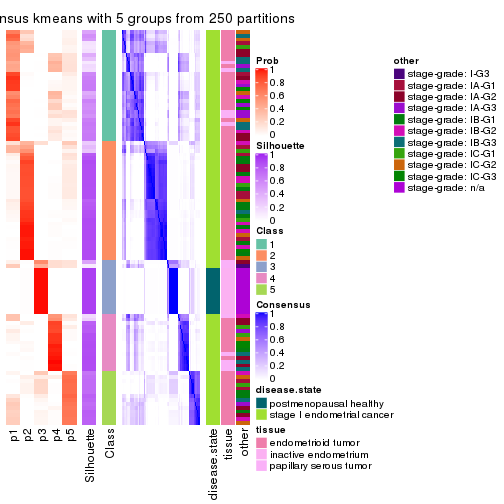 nsus kmeans with 5 groups from 250 partitions
Prob
1
0.8
0.6
0.4
0.2
0
Silhouette
1
0.8
0.6
0.4
0.2
0
Class
1
2
3
4
5
Consensus
1
0.8
0.6
0.4
0.2
0
disease.state
postmenopausal healthy
stage I endometrial cancer
tissue
endometrioid tumor
inactive endometrium
papillary serous tumor
other
stage-grade: I-G3
stage-grade: IA-G1
stage-grade: IA-G2
stage-grade: IA-G3
stage-grade: IB-G1
stage-grade: IB-G2
stage-grade: IB-G3
stage-grade: IC-G1
stage-grade: IC-G2
stage-grade: IC-G3
stage-grade: n/a
p1
p2
p3
p4
p5
Silhouette
Class
disease.state
tissue
other